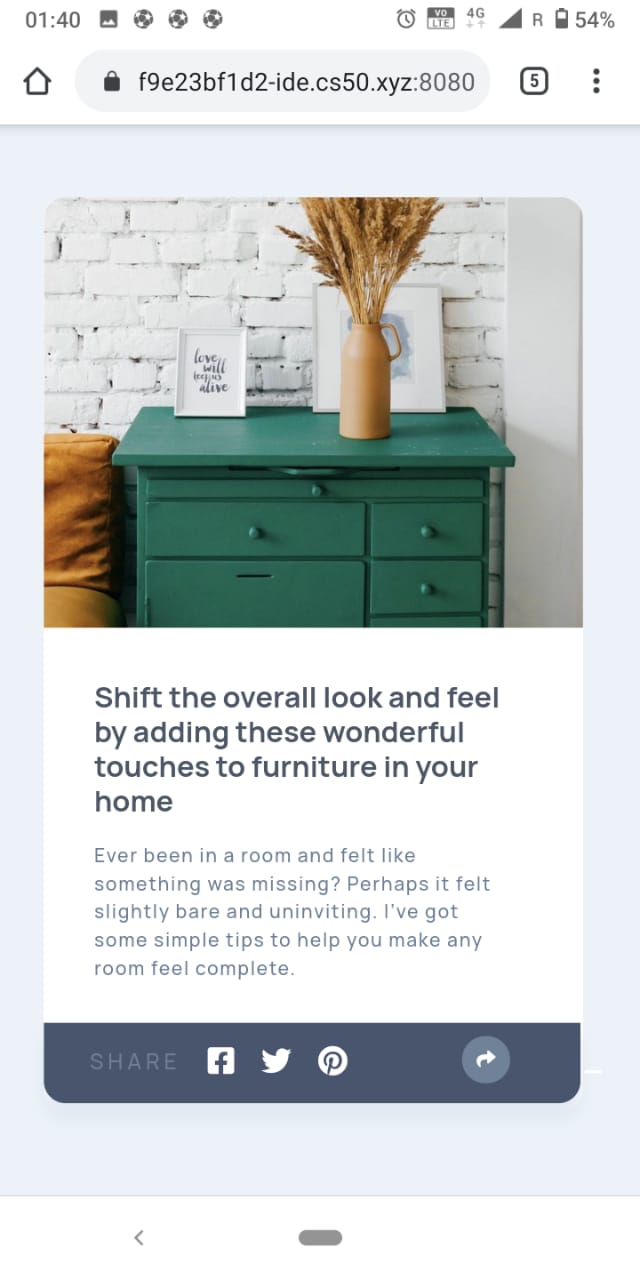 01:40
VO LTE
4G
R
54%
f9e23bf1d2-ide.cs50.xyz:8080
5
love
will
keep us
alive
Shift the overall look and feel
by adding these wonderful
touches to furniture in your
home
Ever been in a room and felt like
something was missing? Perhaps it felt
slightly bare and uninviting. I've got
some simple tips to help you make any
room feel complete.
SHARE